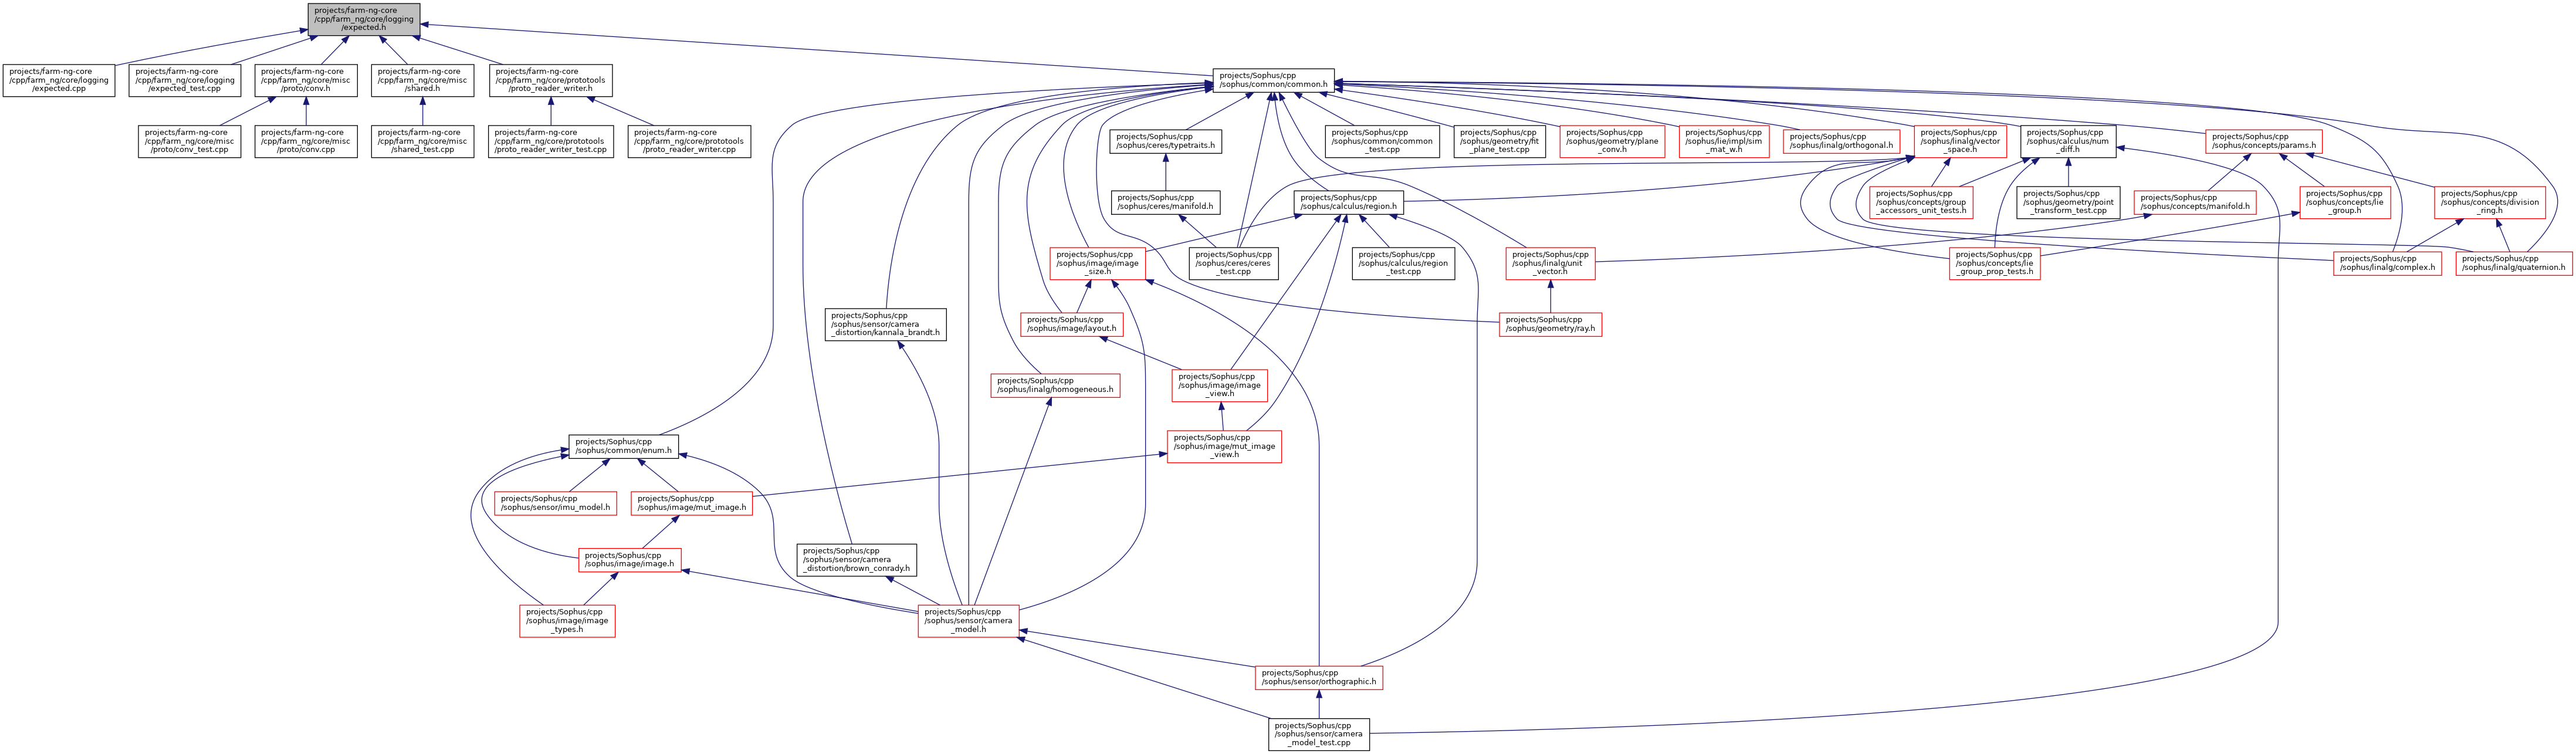 projects/farm-ng-core
/cpp/farm_ng/core/logging
/expected.h
projects/farm-ng-core
/cpp/farm_ng/core/logging
/expected.cpp
projects/farm-ng-core
/cpp/farm_ng/core/logging
/expected_test.cpp
projects/farm-ng-core
/cpp/farm_ng/core/misc
/proto/conv.h
projects/farm-ng-core
/cpp/farm_ng/core/misc
/shared.h
projects/farm-ng-core
/cpp/farm_ng/core/prototools
/proto_reader_writer.h
projects/Sophus/cpp
/sophus/common/common.h
projects/farm-ng-core
/cpp/farm_ng/core/misc
/proto/conv_test.cpp
projects/farm-ng-core
/cpp/farm_ng/core/misc
/proto/conv.cpp
projects/farm-ng-core
/cpp/farm_ng/core/misc
/shared_test.cpp
projects/farm-ng-core
/cpp/farm_ng/core/prototools
/proto_reader_writer_test.cpp
projects/farm-ng-core
/cpp/farm_ng/core/prototools
/proto_reader_writer.cpp
projects/Sophus/cpp
/sophus/ceres/typetraits.h
projects/Sophus/cpp
/sophus/common/common
_test.cpp
projects/Sophus/cpp
/sophus/geometry/fit
_plane_test.cpp
projects/Sophus/cpp
/sophus/geometry/plane
_conv.h
projects/Sophus/cpp
/sophus/lie/impl/sim
_mat_w.h
projects/Sophus/cpp
/sophus/linalg/orthogonal.h
projects/Sophus/cpp
/sophus/linalg/vector
_space.h
projects/Sophus/cpp
/sophus/calculus/num
_diff.h
projects/Sophus/cpp
/sophus/concepts/params.h
projects/Sophus/cpp
/sophus/ceres/manifold.h
projects/Sophus/cpp
/sophus/calculus/region.h
projects/Sophus/cpp
/sophus/concepts/group
_accessors_unit_tests.h
projects/Sophus/cpp
/sophus/geometry/point
_transform_test.cpp
projects/Sophus/cpp
/sophus/concepts/manifold.h
projects/Sophus/cpp
/sophus/concepts/lie
_group.h
projects/Sophus/cpp
/sophus/concepts/division
_ring.h
projects/Sophus/cpp
/sophus/image/image
_size.h
projects/Sophus/cpp
/sophus/ceres/ceres
_test.cpp
projects/Sophus/cpp
/sophus/calculus/region
_test.cpp
projects/Sophus/cpp
/sophus/linalg/unit
_vector.h
projects/Sophus/cpp
/sophus/concepts/lie
_group_prop_tests.h
projects/Sophus/cpp
/sophus/linalg/complex.h
projects/Sophus/cpp
/sophus/linalg/quaternion.h
projects/Sophus/cpp
/sophus/sensor/camera
_distortion/kannala_brandt.h
projects/Sophus/cpp
/sophus/image/layout.h
projects/Sophus/cpp
/sophus/geometry/ray.h
projects/Sophus/cpp
/sophus/linalg/homogeneous.h
projects/Sophus/cpp
/sophus/image/image
_view.h
projects/Sophus/cpp
/sophus/common/enum.h
projects/Sophus/cpp
/sophus/image/mut_image
_view.h
projects/Sophus/cpp
/sophus/sensor/imu_model.h
projects/Sophus/cpp
/sophus/image/mut_image.h
projects/Sophus/cpp
/sophus/image/image.h
projects/Sophus/cpp
/sophus/sensor/camera
_distortion/brown_conrady.h
projects/Sophus/cpp
/sophus/image/image
_types.h
projects/Sophus/cpp
/sophus/sensor/camera
_model.h
projects/Sophus/cpp
/sophus/sensor/orthographic.h
projects/Sophus/cpp
/sophus/sensor/camera
_model_test.cpp